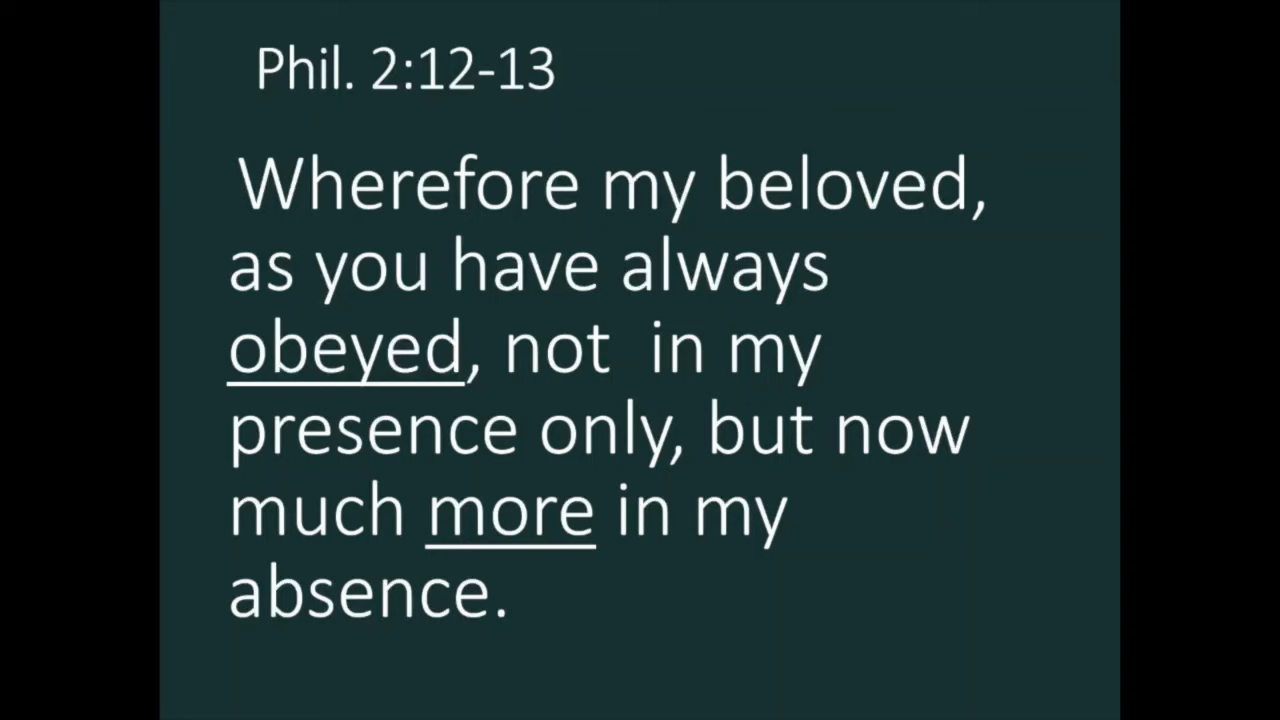 Phil. 2:12-13
Wherefore my beloved,
as you have always
obeyed, not  in my
presence only, but now
much more in my
absence.